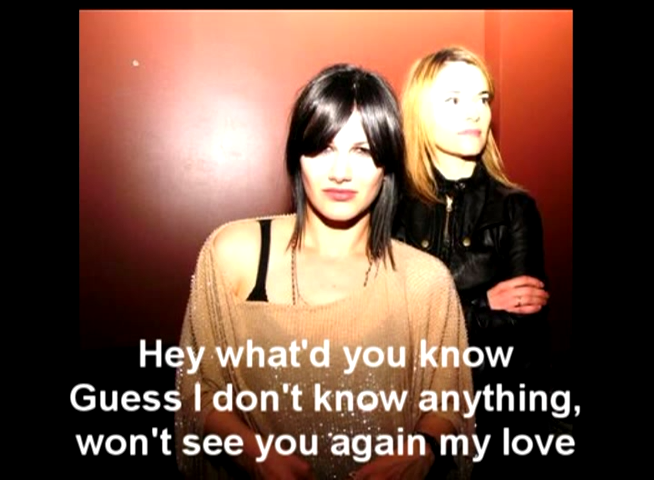 Hey what'd you know
Guess I don't know anything,
won't see you again my love